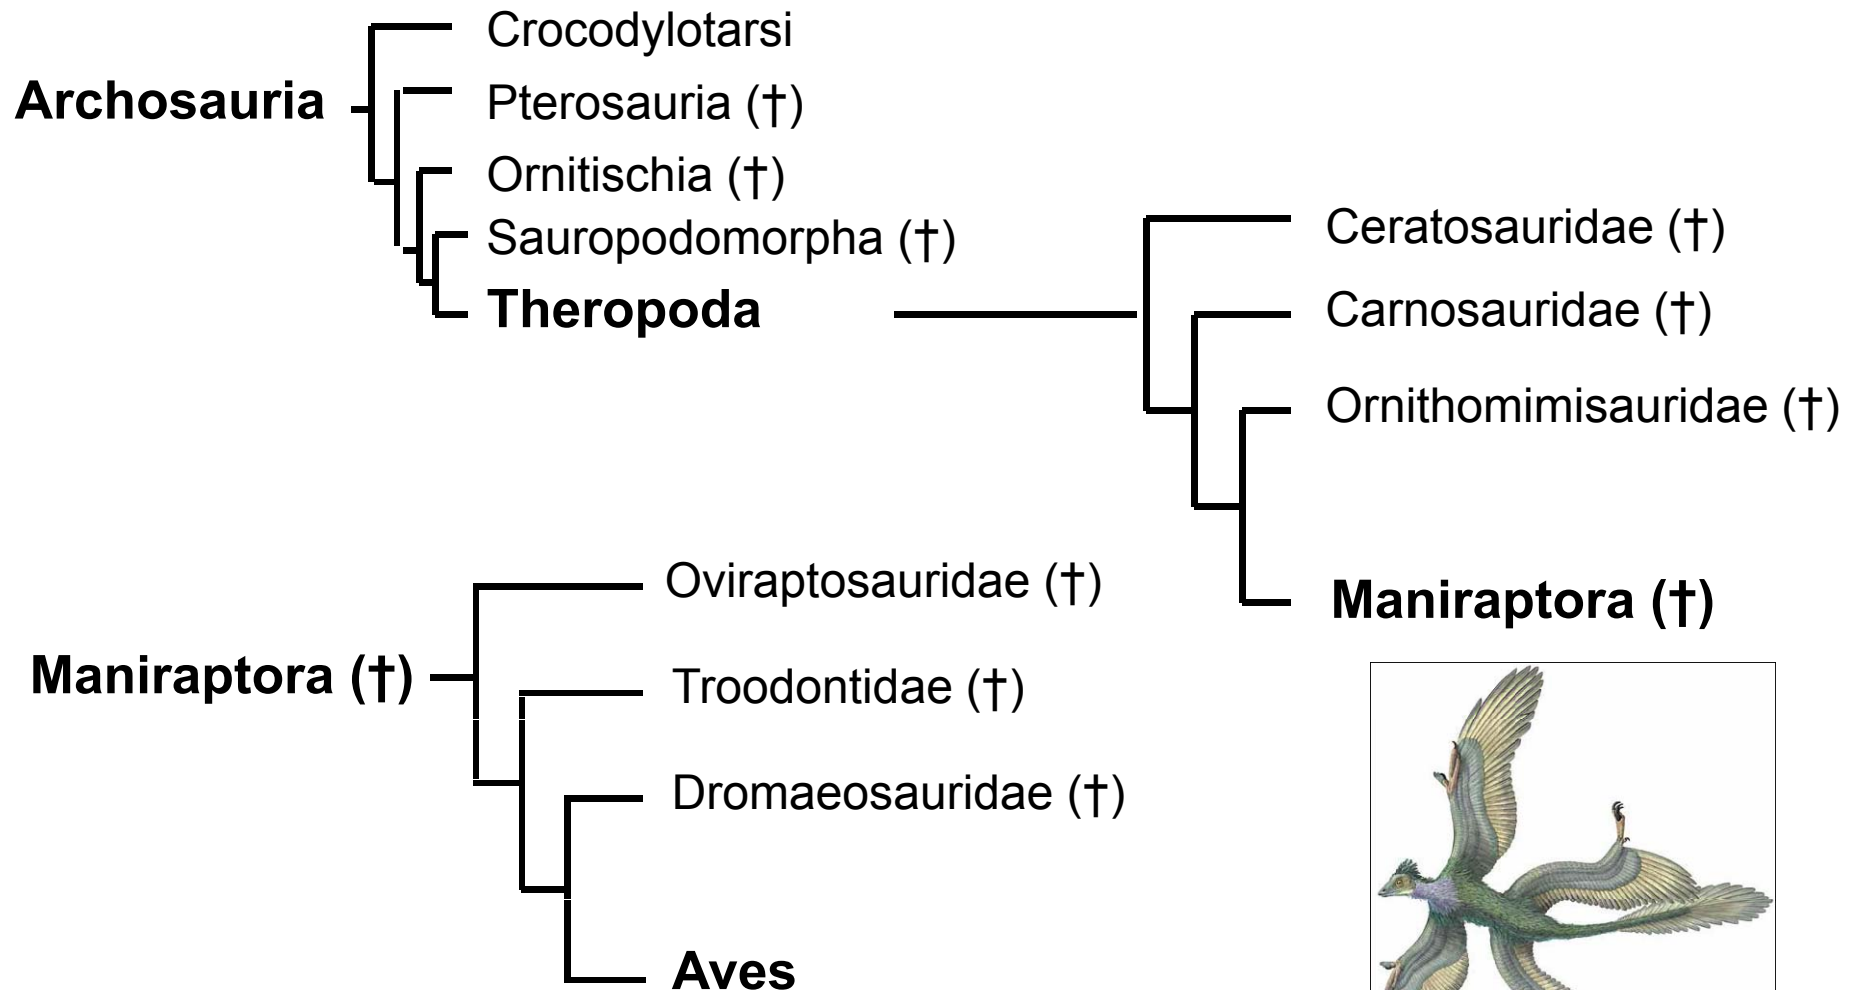 Crocodylotarsi
Archosauria
Pterosauria (†)
Ornitischia (†)
Sauropodomorpha (†)
Theropoda
Ceratosauridae (†)
Carnosauridae (†)
Ornithomimisauridae (†)
Maniraptora (†)
Oviraptosauridae (†)
Maniraptora (†)
Troodontidae (†)
Dromaeosauridae (†)
Aves